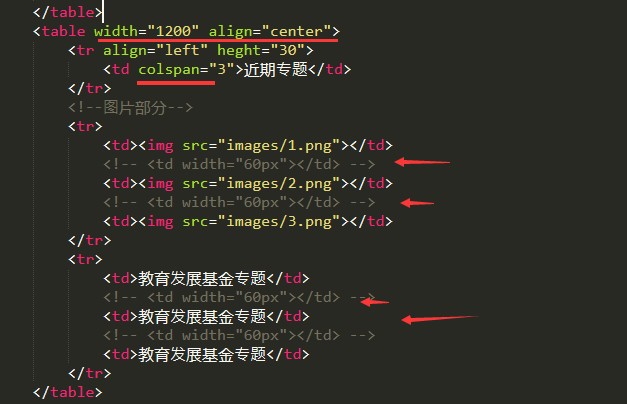 </table>
<table width="1200" align="center">
<tr align="left" heght="30">
<td colspan="3">近期专题</td>
</tr>
<!--图片部分-->
<tr>
<td><img src="images/1.png"></td>
<!-- <td width="60px"></td> -->
<td><img src="images/2.png"></td>
<!-- <td width="60px"></td> -->
<td><img src="images/3.png"></td>
</tr>
<tr>
<td>教育发展基金专题</td>
<!-- <td width="60px"></td> -->
<td>教育发展基金专题</td>
<!-- <td width="60px"></td> -->
<td>教育发展基金专题</td>
</tr>
</table>